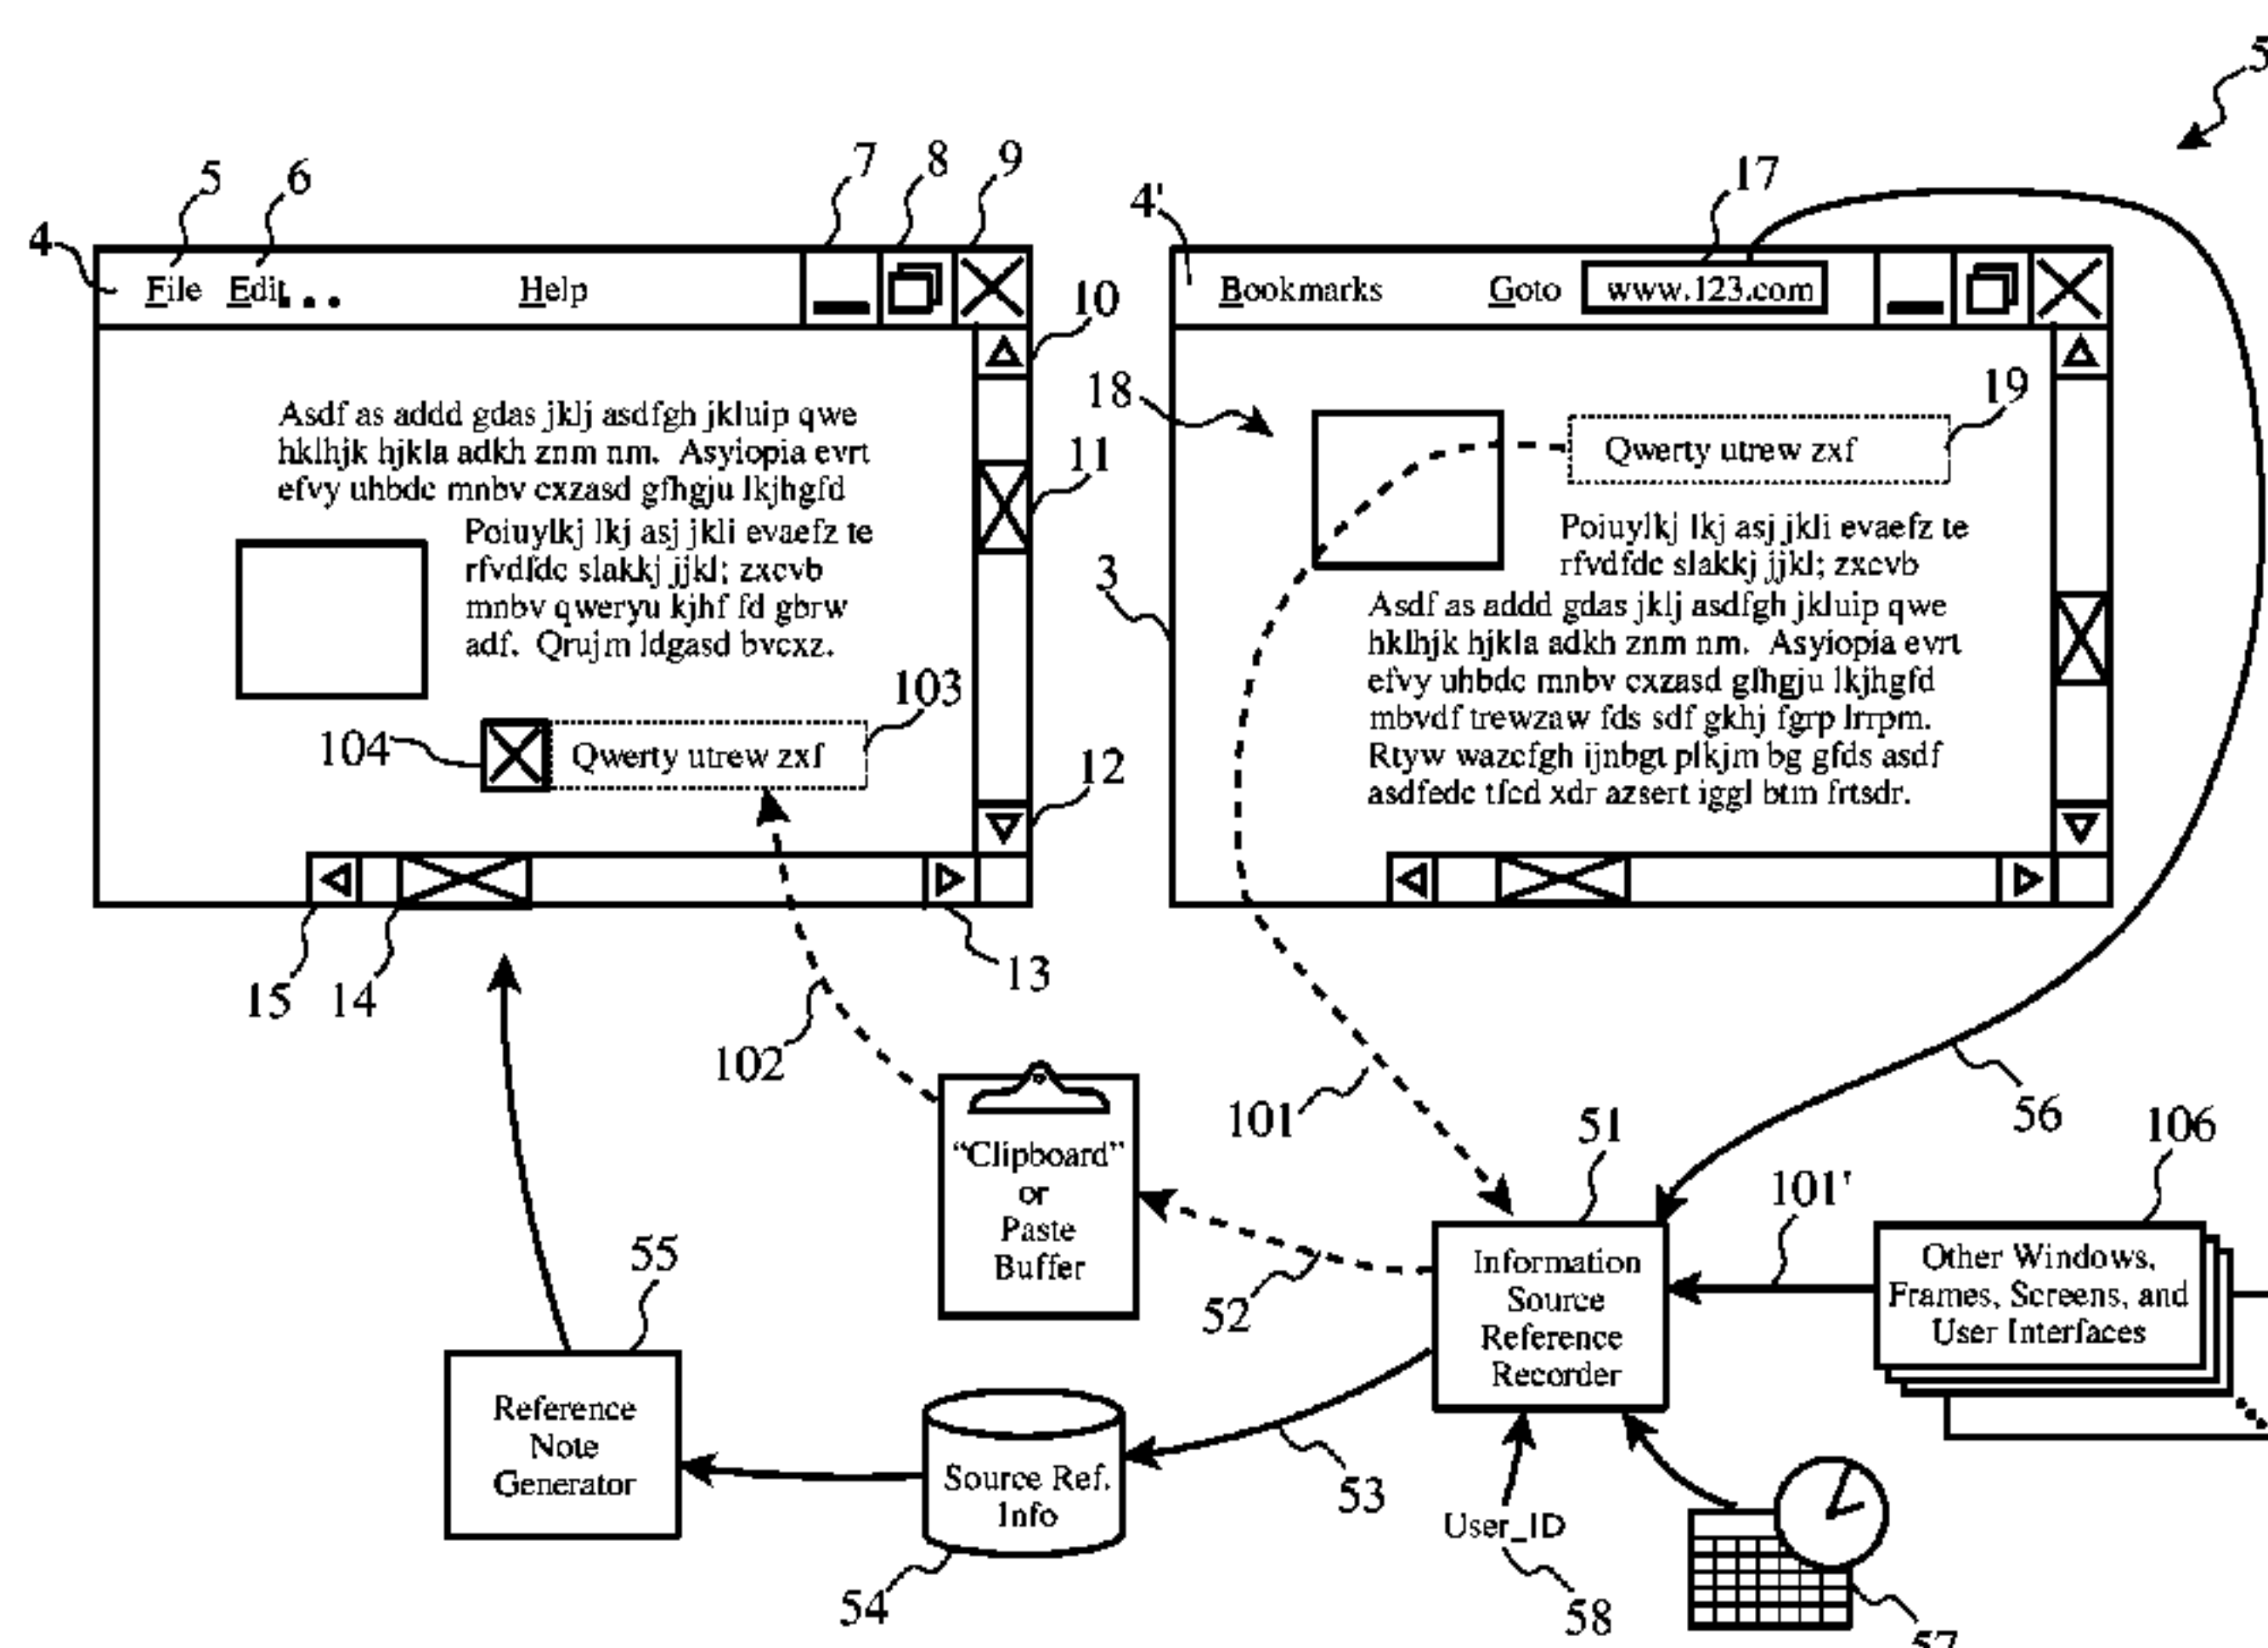 5
5 6 7 8 9 17
4 4'
File Edit... Help
Bookmarks Goto www.123.com
10
18 19
Asdf as addd gdas jklj asdfgh jkluip qwe
hklhjk hjkla adkh znm nm. Asyiopia evrt
efvy uhbdc mnbv cxzasd gfhgju lkjhgfd
Poiuylkj lkj asj jkli evaefz te
rfvdfdc slakkj jjkl; zxcvb
mnbv qweryu kjhf fd gbrw
adf. Qrujm ldgasd bvcxz.
11
103
104 Qwerty utrew zxf
12
15 14 13
Qwerty utrew zxf
Poiuylkj lkj asj jkli evaefz te
rfvdfdc slakkj jjkl; zxcvb
3
Asdf as addd gdas jklj asdfgh jkluip qwe
hklhjk hjkla adkh znm nm. Asyiopia evrt
efvy uhbdc mnbv cxzasd gfhgju lkjhgfd
mbvdf trewzaw fds sdf gkhj fgrp lrrpm.
Rtyw wazcfgh ijnbgt plkjm bg gfds asdf
asdfedc tfcd xdr azsert iggl btm frtsdr.
102
101
56
"Clipboard"
or
Paste
Buffer
52
51
Information
Source
Reference
Recorder
101'
106
Other Windows,
Frames, Screens, and
User Interfaces
55
Reference
Note
Generator
Source Ref.
Info
54
53
User_ID
58
57